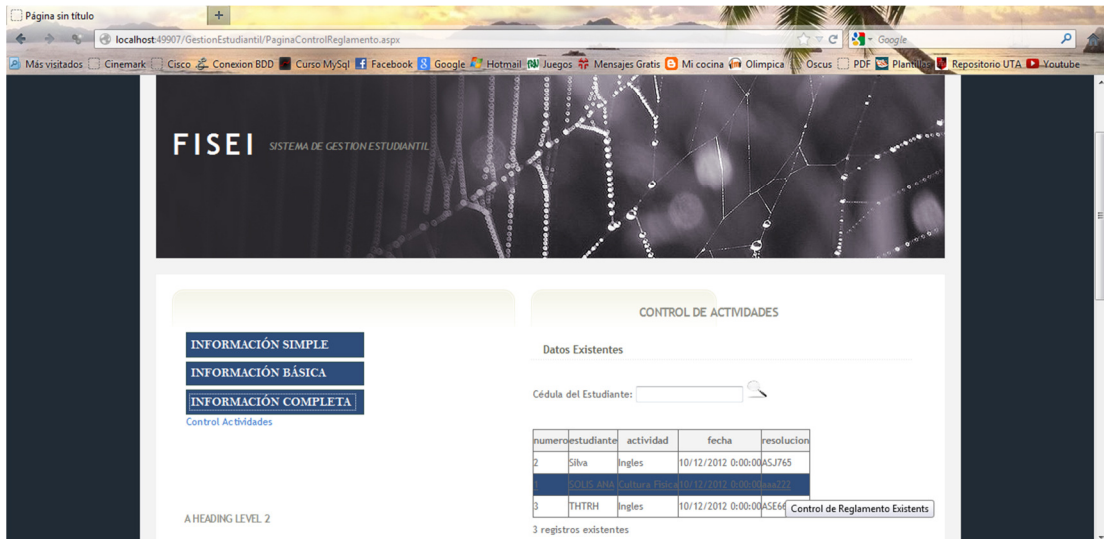 Página sin título
localhost:49907/GestionEstudiantil/PaginaControlReglamento.aspx
Google
Más visitados Cinemark Cisco Conexion BDD Curso MySql Facebook Google Hotmail Juegos Mensajes Gratis Mi cocina Olimpica Oscus PDF Plantillas Repositorio UTA Youtube
FISEI SISTEMA DE GESTION ESTUDIANTIL
CONTROL DE ACTIVIDADES
INFORMACIÓN SIMPLE
Datos Existentes
INFORMACIÓN BÁSICA
Cédula del Estudiante:
INFORMACIÓN COMPLETA
Control Actividades
numero estudiante actividad fecha resolucion
2 Silva Ingles 10/12/2012 0:00:00 ASJ765
1 SOLIS ANA Cultura Fisica 10/12/2012 0:00:00 aaa222
3 THTRH Ingles 10/12/2012 0:00:00
Control de Reglamento Existents
A HEADING LEVEL 2
3 registros existentes